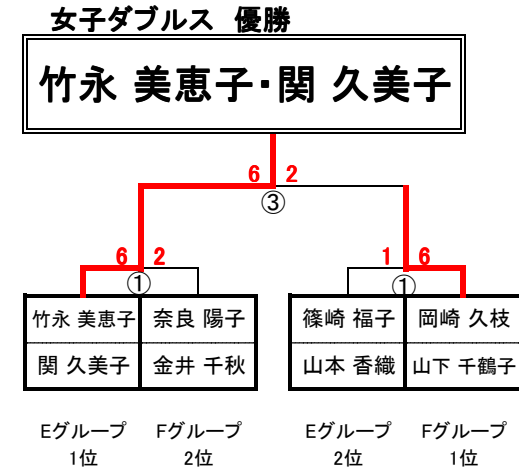 女子ダブルス 優勝
竹永 美恵子・関 久美子
6 2
③
6 2 1 6
① ①
竹永 美恵子 奈良 陽子 篠崎 福子 岡崎 久枝
関 久美子 金井 千秋 山本 香織 山下 千鶴子
Eグループ Fグループ Eグループ Fグループ
1位 2位 2位 1位